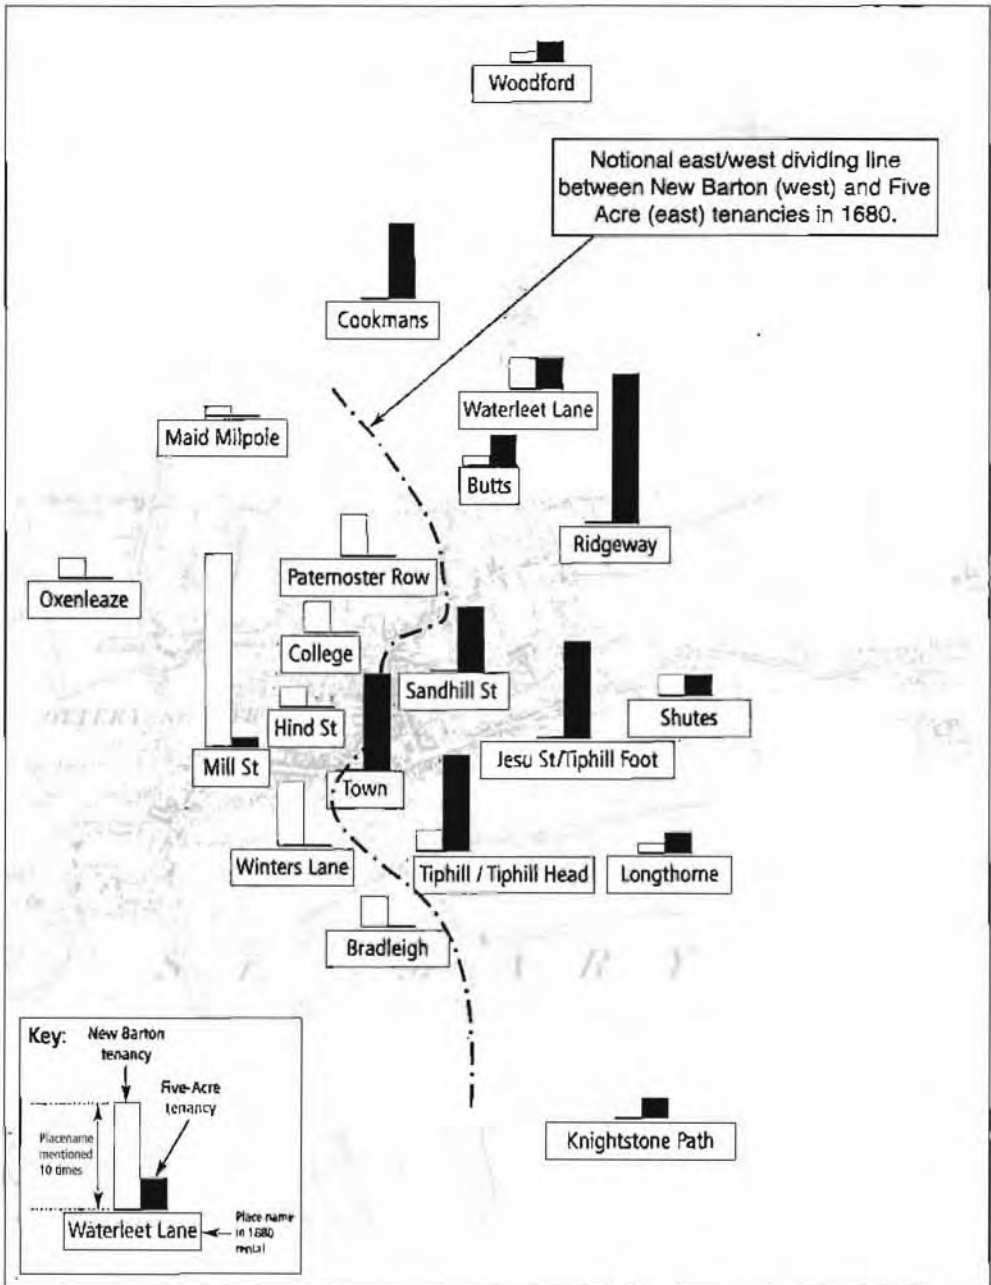 Woodford
Notional east/west dividing line
between New Barton (west) and Five
Acre (east) tenancies in 1680.
Cookmans
Waterleet Lane
Maid Milpole
Butts
Ridgeway
Paternoster Row
Oxenleaze
College
Sandhill St
Shutes
Hind St
Jesu St/Tiphill Foot
Mill St
Town
Winters Lane
Tiphill / Tiphill Head
Longthorne
Bradleigh
S T M A R Y
Key:
New Barton
tenancy
Five-Acre
tenancy
Placename
mentioned
10 times
Waterleet Lane
Place name
in 1680
rental
Knightstone Path